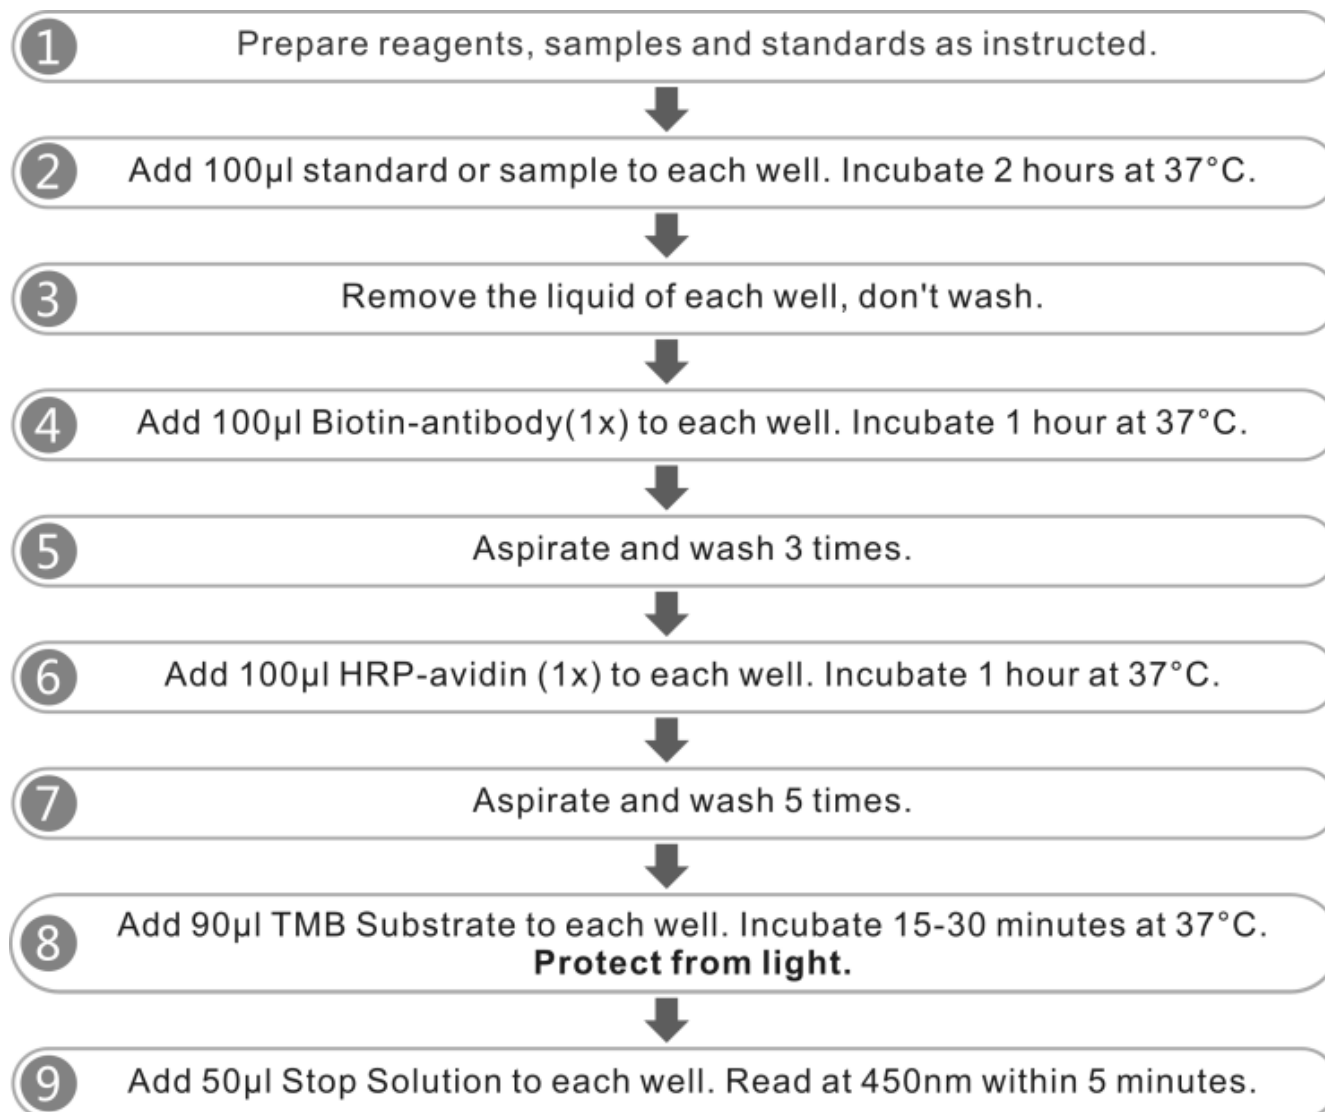 1 Prepare reagents, samples and standards as instructed.
2 Add 100µl standard or sample to each well. Incubate 2 hours at 37°C.
3 Remove the liquid of each well, don't wash.
4 Add 100µl Biotin-antibody(1x) to each well. Incubate 1 hour at 37°C.
5 Aspirate and wash 3 times.
6 Add 100µl HRP-avidin (1x) to each well. Incubate 1 hour at 37°C.
7 Aspirate and wash 5 times.
8 Add 90µl TMB Substrate to each well. Incubate 15-30 minutes at 37°C.
Protect from light.
9 Add 50µl Stop Solution to each well. Read at 450nm within 5 minutes.